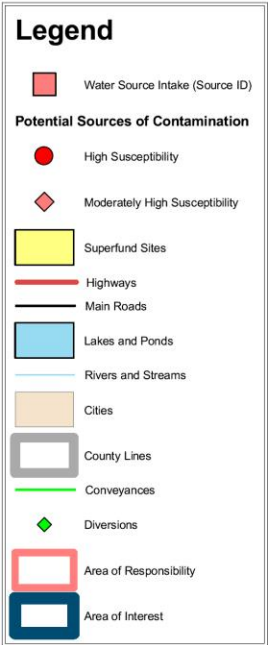 Legend
Water Source Intake (Source ID)
Potential Sources of Contamination
High Susceptibility
Moderately High Susceptibility
Superfund Sites
Highways
Main Roads
Lakes and Ponds
Rivers and Streams
Cities
County Lines
Conveyances
Diversions
Area of Responsibility
Area of Interest